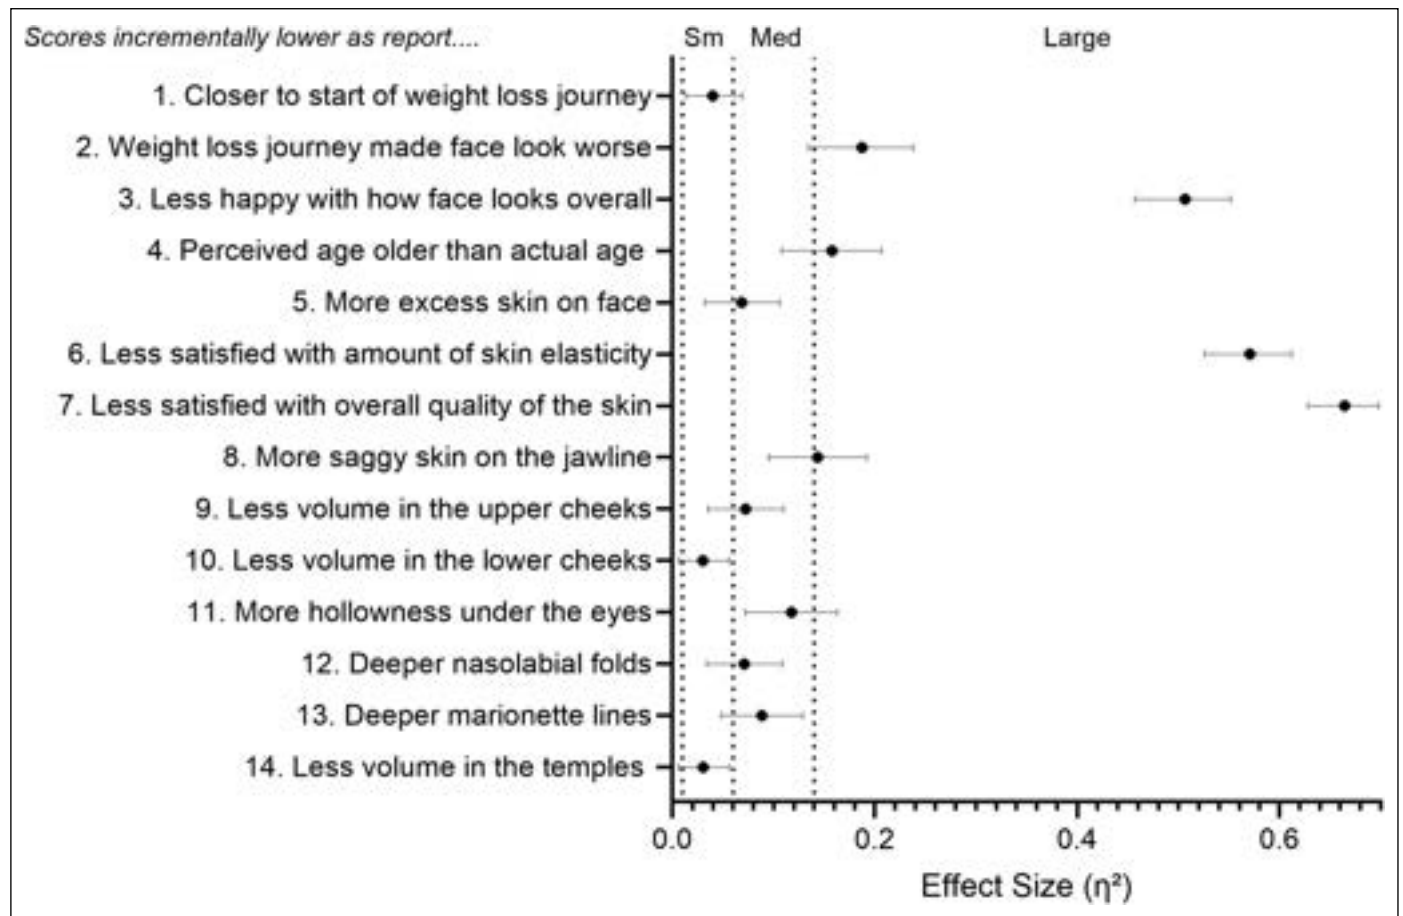 Scores incrementally lower as report....
Sm Med Large
1. Closer to start of weight loss journey
2. Weight loss journey made face look worse
3. Less happy with how face looks overall
4. Perceived age older than actual age
5. More excess skin on face
6. Less satisfied with amount of skin elasticity
7. Less satisfied with overall quality of the skin
8. More saggy skin on the jawline
9. Less volume in the upper cheeks
10. Less volume in the lower cheeks
11. More hollowness under the eyes
12. Deeper nasolabial folds
13. Deeper marionette lines
14. Less volume in the temples
0.0 0.2 0.4 0.6
Effect Size (η²)